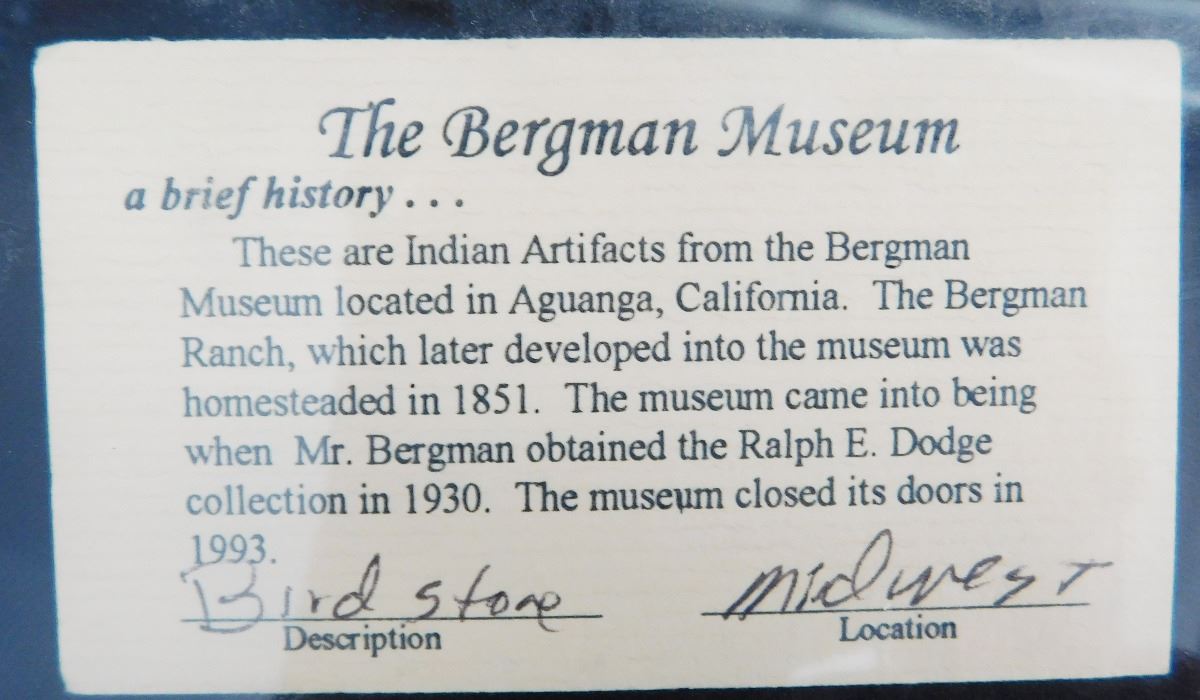 The Bergman Museum
a brief history . . .
These are Indian Artifacts from the Bergman
Museum located in Aguanga, California. The Bergman
Ranch, which later developed into the museum was
homesteaded in 1851. The museum came into being
when Mr. Bergman obtained the Ralph E. Dodge
collection in 1930. The museum closed its doors in
1993.
Bird stone midwest
Description Location